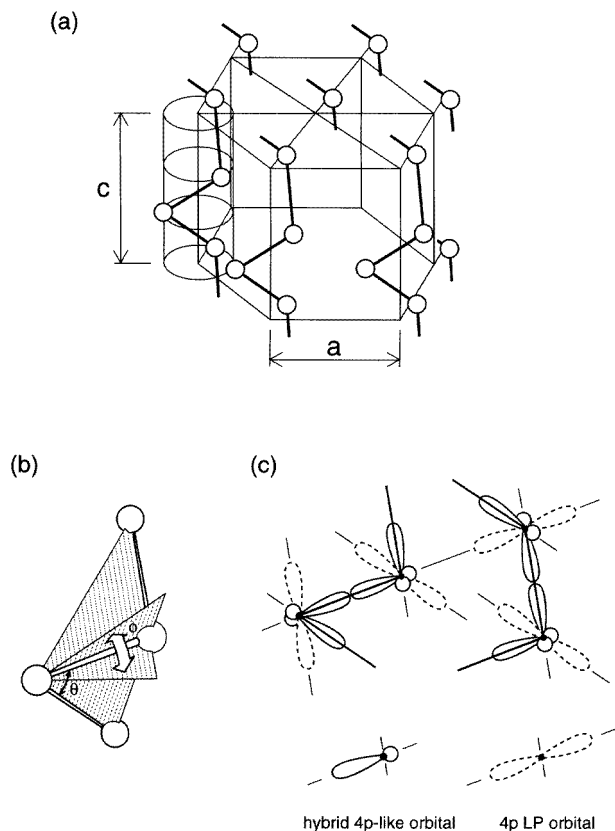 (a)
c
a
(b)
φ
θ
(c)
hybrid 4p-like orbital
4p LP orbital